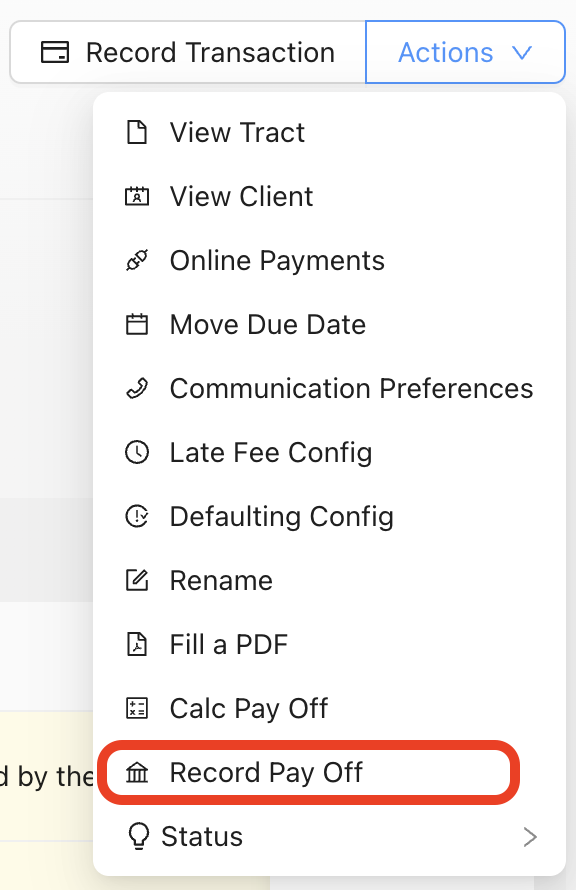 Record Transaction Actions
View Tract
View Client
Online Payments
Move Due Date
Communication Preferences
Late Fee Config
Defaulting Config
Rename
Fill a PDF
Calc Pay Off
d by the
Record Pay Off
Status